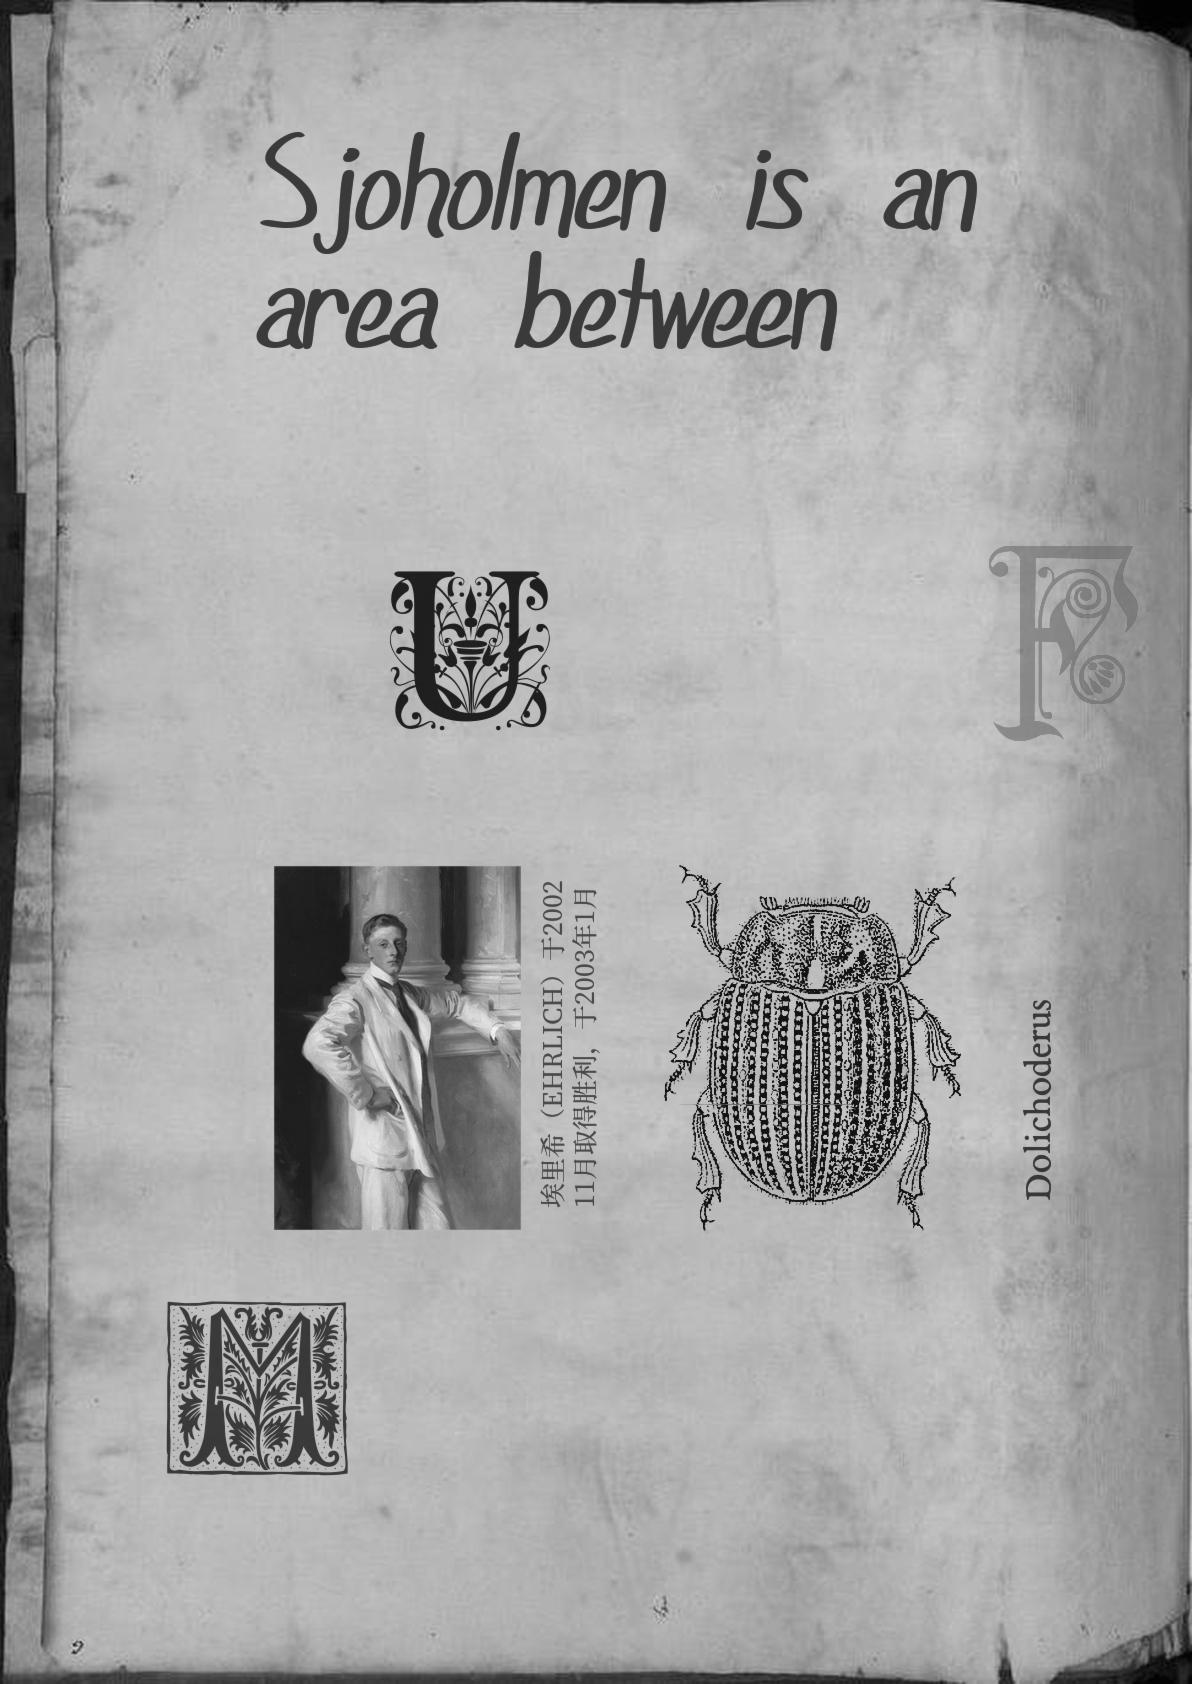 Sjoholmen is an
area between
U
F
埃里希（EHRLICH）于2002
11月取得胜利，于2003年1月
Dolichoderus
M